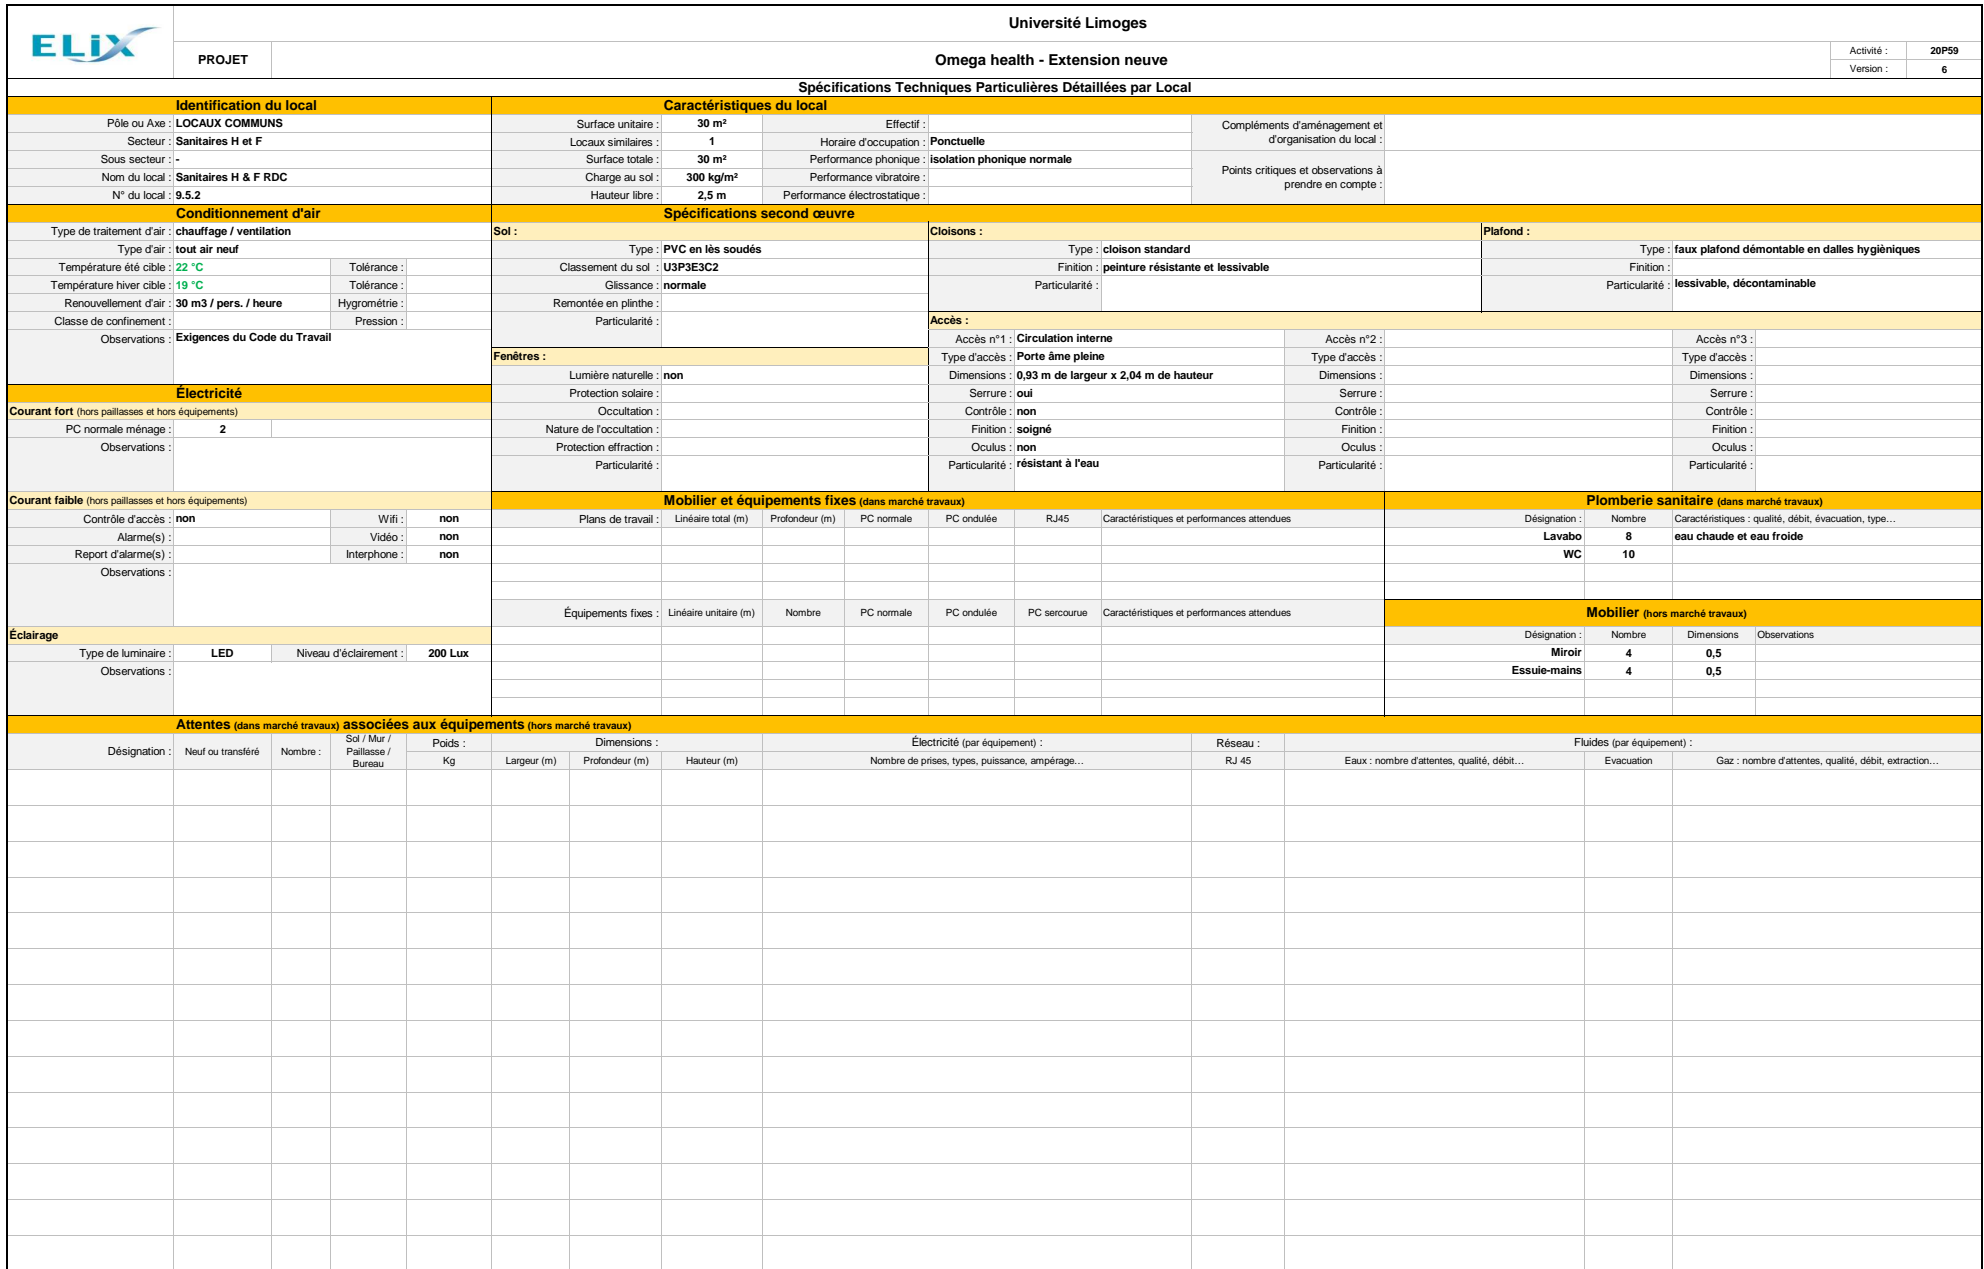 ELiX
Université Limoges
PROJET
Omega health - Extension neuve
Activité : 20P59
Version : 6
Spécifications Techniques Particulières Détaillées par Local
Identification du local
Pôle ou Axe : LOCAUX COMMUNS
Secteur : Sanitaires H et F
Sous secteur : -
Nom du local : Sanitaires H & F RDC
N° du local : 9.5.2
Caractéristiques du local
Surface unitaire : 30 m²
Locaux similaires : 1
Surface totale : 30 m²
Charge au sol : 300 kg/m²
Hauteur libre : 2,5 m
Effectif :
Horaire d'occupation : Ponctuelle
Performance phonique : isolation phonique normale
Performance vibratoire :
Performance électrostatique :
Compléments d'aménagement et
d'organisation du local :
Points critiques et observations à
prendre en compte :
Conditionnement d'air
Type de traitement d'air : chauffage / ventilation
Type d'air : tout air neuf
Température été cible : 22 °C Tolérance :
Température hiver cible : 19 °C Tolérance :
Renouvellement d'air : 30 m3 / pers. / heure Hygrométrie :
Classe de confinement : Pression :
Observations : Exigences du Code du Travail
Spécifications second œuvre
Sol :
Type : PVC en lès soudés
Classement du sol : U3P3E3C2
Glissance : normale
Remontée en plinthe :
Particularité :
Cloisons :
Type : cloison standard
Finition : peinture résistante et lessivable
Particularité :
Plafond :
Type : faux plafond démontable en dalles hygièniques
Finition :
Particularité : lessivable, décontaminable
Fenêtres :
Lumière naturelle : non
Protection solaire :
Occultation :
Nature de l'occultation :
Protection effraction :
Particularité :
Accès :
Accès n°1 : Circulation interne Accès n°2 : Accès n°3 :
Type d'accès : Porte âme pleine Type d'accès : Type d'accès :
Dimensions : 0,93 m de largeur x 2,04 m de hauteur Dimensions : Dimensions :
Serrure : oui Serrure : Serrure :
Contrôle : non Contrôle : Contrôle :
Finition : soigné Finition : Finition :
Oculus : non Oculus : Oculus :
Particularité : résistant à l'eau Particularité : Particularité :
Électricité
Courant fort (hors paillasses et hors équipements)
PC normale ménage : 2
Observations :
Courant faible (hors paillasses et hors équipements)
Contrôle d'accès : non Wifi : non
Alarme(s) : Vidéo : non
Report d'alarme(s) : Interphone : non
Observations :
Éclairage
Type de luminaire : LED Niveau d'éclairement : 200 Lux
Observations :
Mobilier et équipements fixes (dans marché travaux)
Plans de travail : Linéaire total (m) Profondeur (m) PC normale PC ondulée RJ45 Caractéristiques et performances attendues
Équipements fixes : Linéaire unitaire (m) Nombre PC normale PC ondulée PC sercourue Caractéristiques et performances attendues
Plomberie sanitaire (dans marché travaux)
Désignation : Nombre Caractéristiques : qualité, débit, évacuation, type…
Lavabo 8 eau chaude et eau froide
WC 10
Mobilier (hors marché travaux)
Désignation : Nombre Dimensions Observations
Miroir 4 0,5
Essuie-mains 4 0,5
Attentes (dans marché travaux) associées aux équipements (hors marché travaux)
Désignation : Neuf ou transféré Nombre : Sol / Mur /
Paillasse /
Bureau
Poids : Dimensions : Électricité (par équipement) : Réseau : Fluides (par équipement) :
Kg Largeur (m) Profondeur (m) Hauteur (m) Nombre de prises, types, puissance, ampérage… RJ 45 Eaux : nombre d'attentes, qualité, débit… Evacuation Gaz : nombre d'attentes, qualité, débit, extraction…